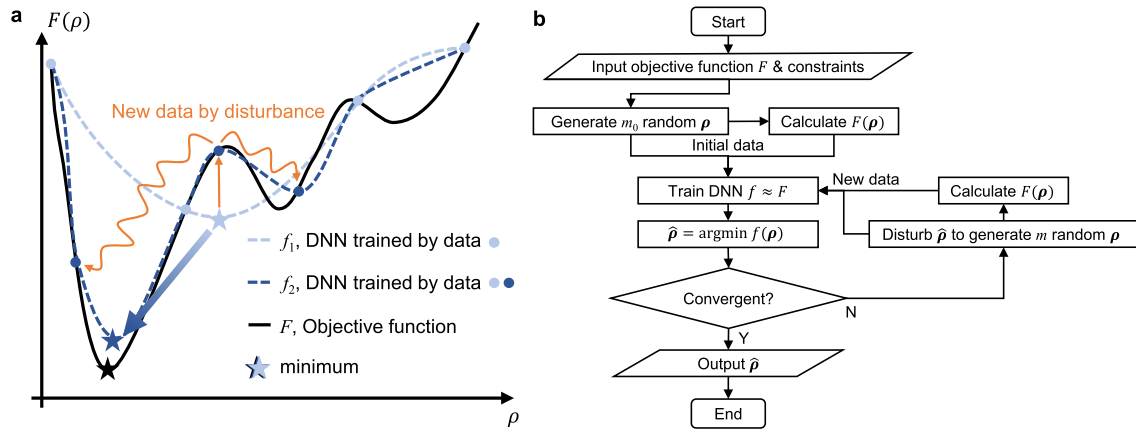 a
F(ρ)
New data by disturbance
f₁, DNN trained by data
f₂, DNN trained by data
F, Objective function
minimum
ρ
b
Start
Input objective function F & constraints
Generate m₀ random ρ
Calculate F(ρ)
Initial data
Train DNN f ≈ F
New data
Calculate F(ρ)
ρ̂ = argmin f(ρ)
Disturb ρ̂ to generate m random ρ
Convergent?
N
Y
Output ρ̂
End